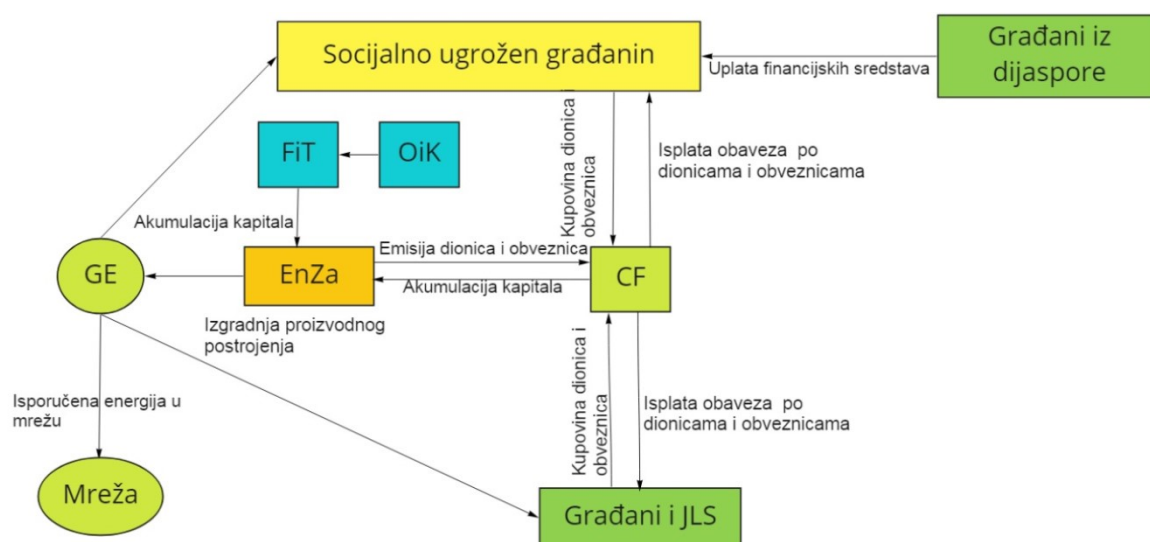 Socijalno ugrožen građanin
Građani iz
dijaspore
Uplata financijskih sredstava
FiT
OiK
Kupovina dionica i
obveznica
Isplata obaveza po
dionicama i obveznicama
Akumulacija kapitala
Emisija dionica i obveznica
GE
EnZa
CF
Akumulacija kapitala
Izgradnja proizvodnog
postrojenja
Kupovina dionica i
obveznica
Isporučena energija u
mrežu
Isplata obaveza po
dionicama i obveznicama
Mreža
Građani i JLS